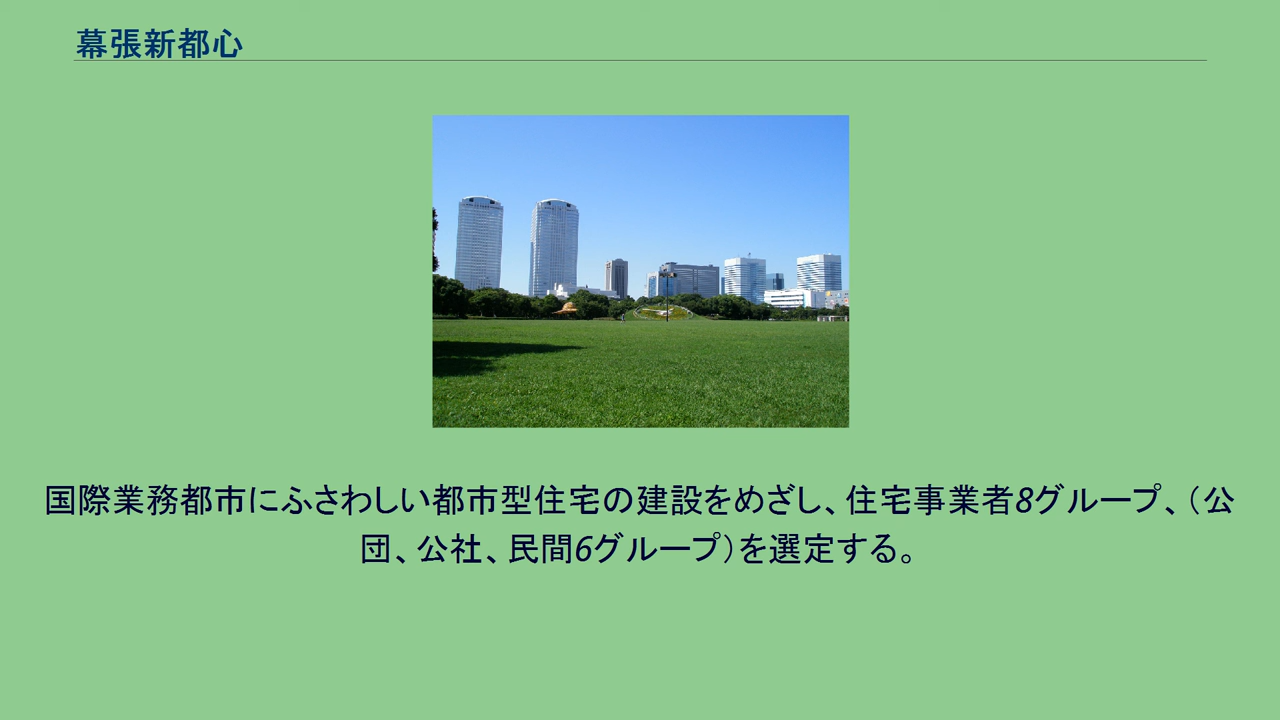 幕張新都心
国際業務都市にふさわしい都市型住宅の建設をめざし、住宅事業者8グループ、（公
団、公社、民間6グループ）を選定する。